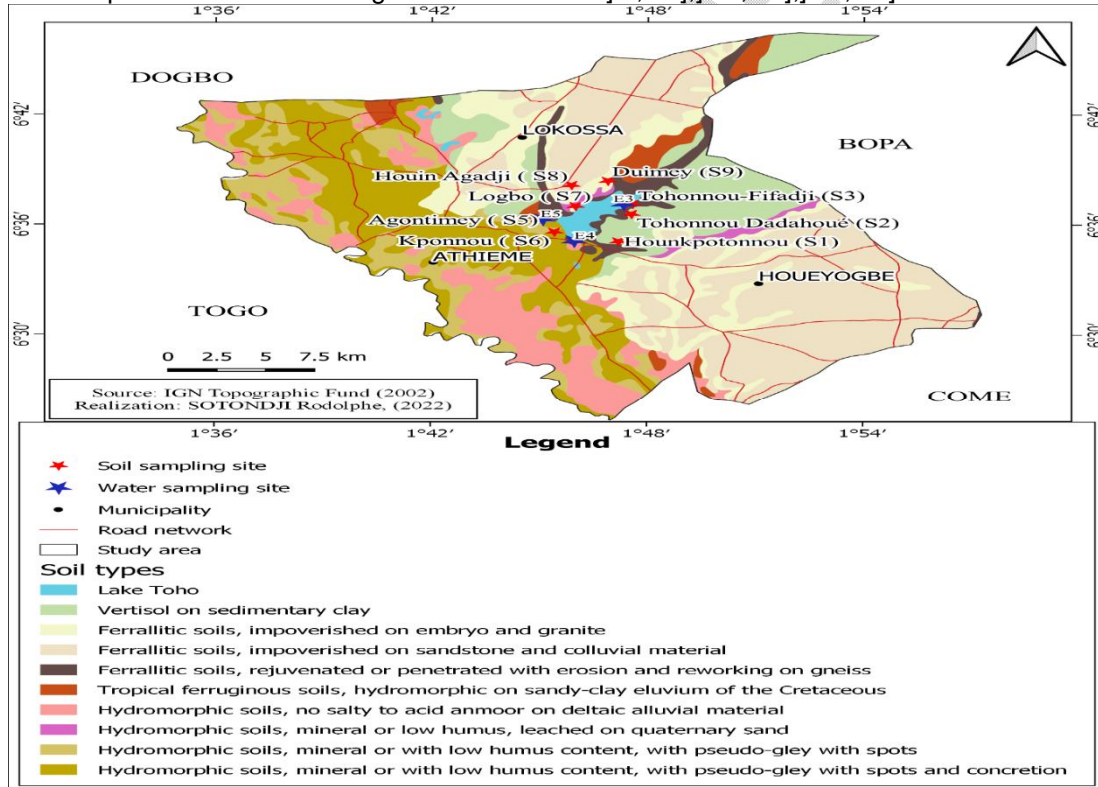 1°36′ 1°42′ 1°48′ 1°54′
DOGBO
6°42′ 6°42′
LOKOSSA
BOPA
Houin Agadji ( S8) Duimey (S9)
Logbo ( S7) E3 Tohonnou-Fifadji (S3)
Agontimey ( S5) E5
6°36′ Tohonnou Dadahoué (S2) 6°36′
Kponnou ( S6) E4 Hounkpotonnou (S1)
ATHIEME
HOUEYOGBE
TOGO
6°30′ 6°30′
0 2.5 5 7.5 km
Source: IGN Topographic Fund (2002)
Realization: SOTONDJI Rodolphe, (2022)
COME
1°36′ 1°42′ 1°48′ 1°54′
Legend
Soil sampling site
Water sampling site
Municipality
Road network
Study area
Soil types
Lake Toho
Vertisol on sedimentary clay
Ferrallitic soils, impoverished on embryo and granite
Ferrallitic soils, impoverished on sandstone and colluvial material
Ferrallitic soils, rejuvenated or penetrated with erosion and reworking on gneiss
Tropical ferruginous soils, hydromorphic on sandy-clay eluvium of the Cretaceous
Hydromorphic soils, no salty to acid anmoor on deltaic alluvial material
Hydromorphic soils, mineral or low humus, leached on quaternary sand
Hydromorphic soils, mineral or with low humus content, with pseudo-gley with spots
Hydromorphic soils, mineral or with low humus content, with pseudo-gley with spots and concretion